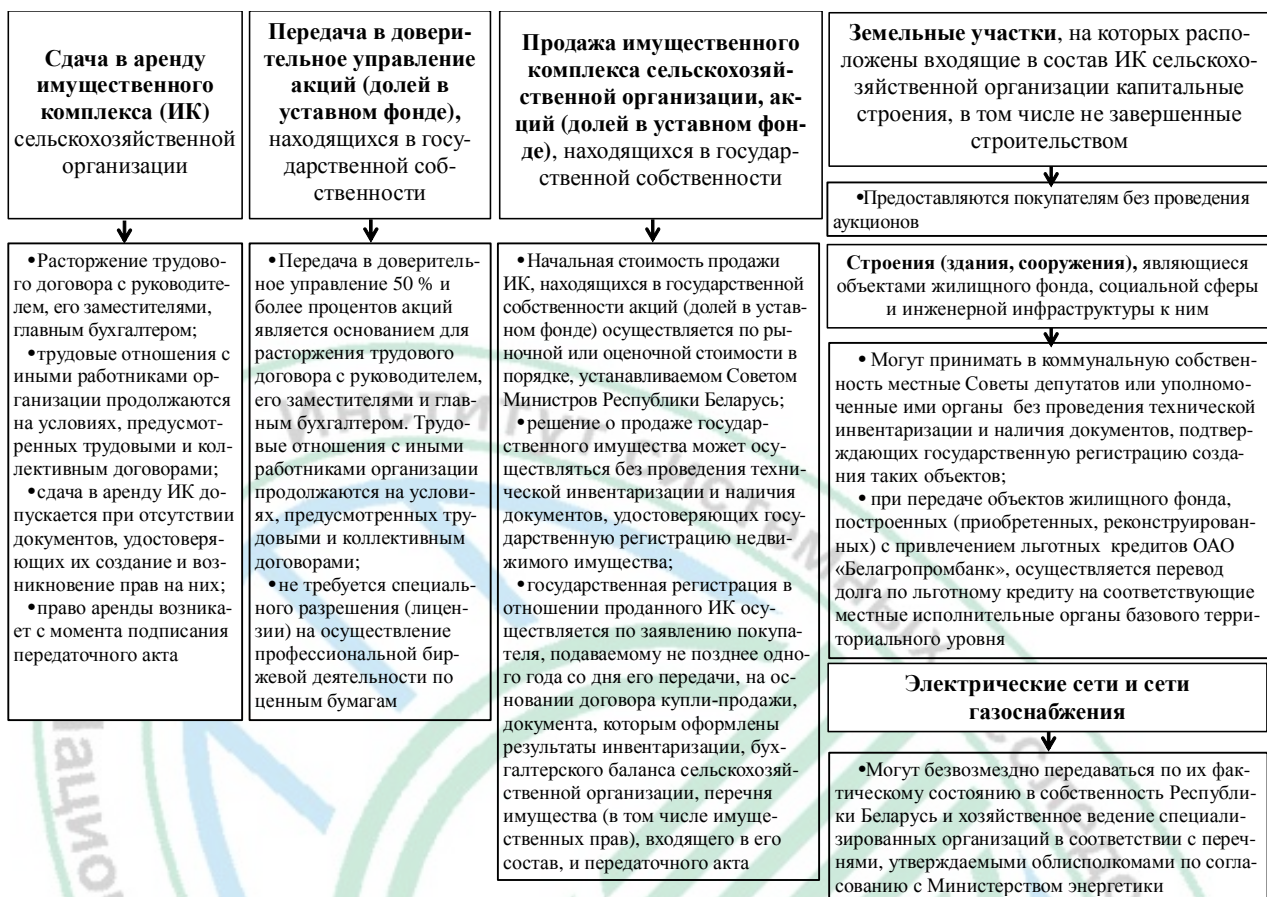 Сдача в аренду
имущественного
комплекса (ИК)
сельскохозяйственной
организации
•Расторжение трудово-
го договора с руководите-
лем, его заместителями,
главным бухгалтером;
•трудовые отношения с
иными работниками ор-
ганизации продолжаются
на условиях, предусмот-
ренных трудовыми и кол-
лективным договорами;
•сдача в аренду ИК до-
пускается при отсутствии
документов, удостоверя-
ющих их создание и воз-
никновение прав на них;
•право аренды возника-
ет с момента подписания
передаточного акта
Передача в довери-
тельное управление
акций (долей в
уставном фонде),
находящихся в госу-
дарственной соб-
ственности
•Передача в доверитель-
ное управление 50 % и
более процентов акций
является основанием для
расторжения трудового
договора с руководителем,
его заместителями и глав-
ным бухгалтером. Трудо-
вые отношения с иными
работниками организации
продолжаются на услови-
ях, предусмотренных тру-
довыми и коллективным
договорами;
•не требуется специаль-
ного разрешения (лицен-
зии) на осуществление
профессиональной бир-
жевой деятельности по
ценным бумагам
Продажа имущественного
комплекса сельскохозяй-
ственной организации, ак-
ций (долей в уставном фон-
де), находящихся в государ-
ственной собственности
•Начальная стоимость продажи
ИК, находящихся в государственной
собственности акций (долей в устав-
ном фонде) осуществляется по ры-
ночной или оценочной стоимости в
порядке, устанавливаемом Советом
Министров Республики Беларусь;
•решение о продаже государ-
ственного имущества может осу-
ществляться без проведения техни-
ческой инвентаризации и наличия
документов, удостоверяющих госу-
дарственную регистрацию недви-
жимого имущества;
•государственная регистрация в
отношении проданного ИК осу-
ществляется по заявлению покупа-
теля, подаваемому не позднее одно-
го года со дня его передачи, на ос-
новании договора купли-продажи,
документа, которым оформлены
результаты инвентаризации, бух-
галтерского баланса сельскохозяй-
ственной организации, перечня
имущества (в том числе имуще-
ственных прав), входящего в его
состав, и передаточного акта
Земельные участки, на которых распо-
ложены входящие в состав ИК сельскохо-
зяйственной организации капитальные
строения, в том числе не завершенные
строительством
•Предоставляются покупателям без проведения
аукционов
Строения (здания, сооружения), являющиеся
объектами жилищного фонда, социальной сферы
и инженерной инфраструктуры к ним
• Могут принимать в коммунальную собствен-
ность местные Советы депутатов или уполномо-
ченные ими органы без проведения технической
инвентаризации и наличия документов, подтвер-
ждающих государственную регистрацию созда-
ния таких объектов;
• при передаче объектов жилищного фонда,
построенных (приобретенных, реконструирован-
ных) с привлечением льготных кредитов ОАО
«Белагропромбанк», осуществляется перевод
долга по льготному кредиту на соответствующие
местные исполнительные органы базового терри-
ториального уровня
Электрические сети и сети
газоснабжения
•Могут безвозмездно передаваться по их фак-
тическому состоянию в собственность Республи-
ки Беларусь и хозяйственное ведение специали-
зированных организаций в соответствии с переч-
нями, утверждаемыми облисполкомами по согла-
сованию с Министерством энергетики
Институт системных